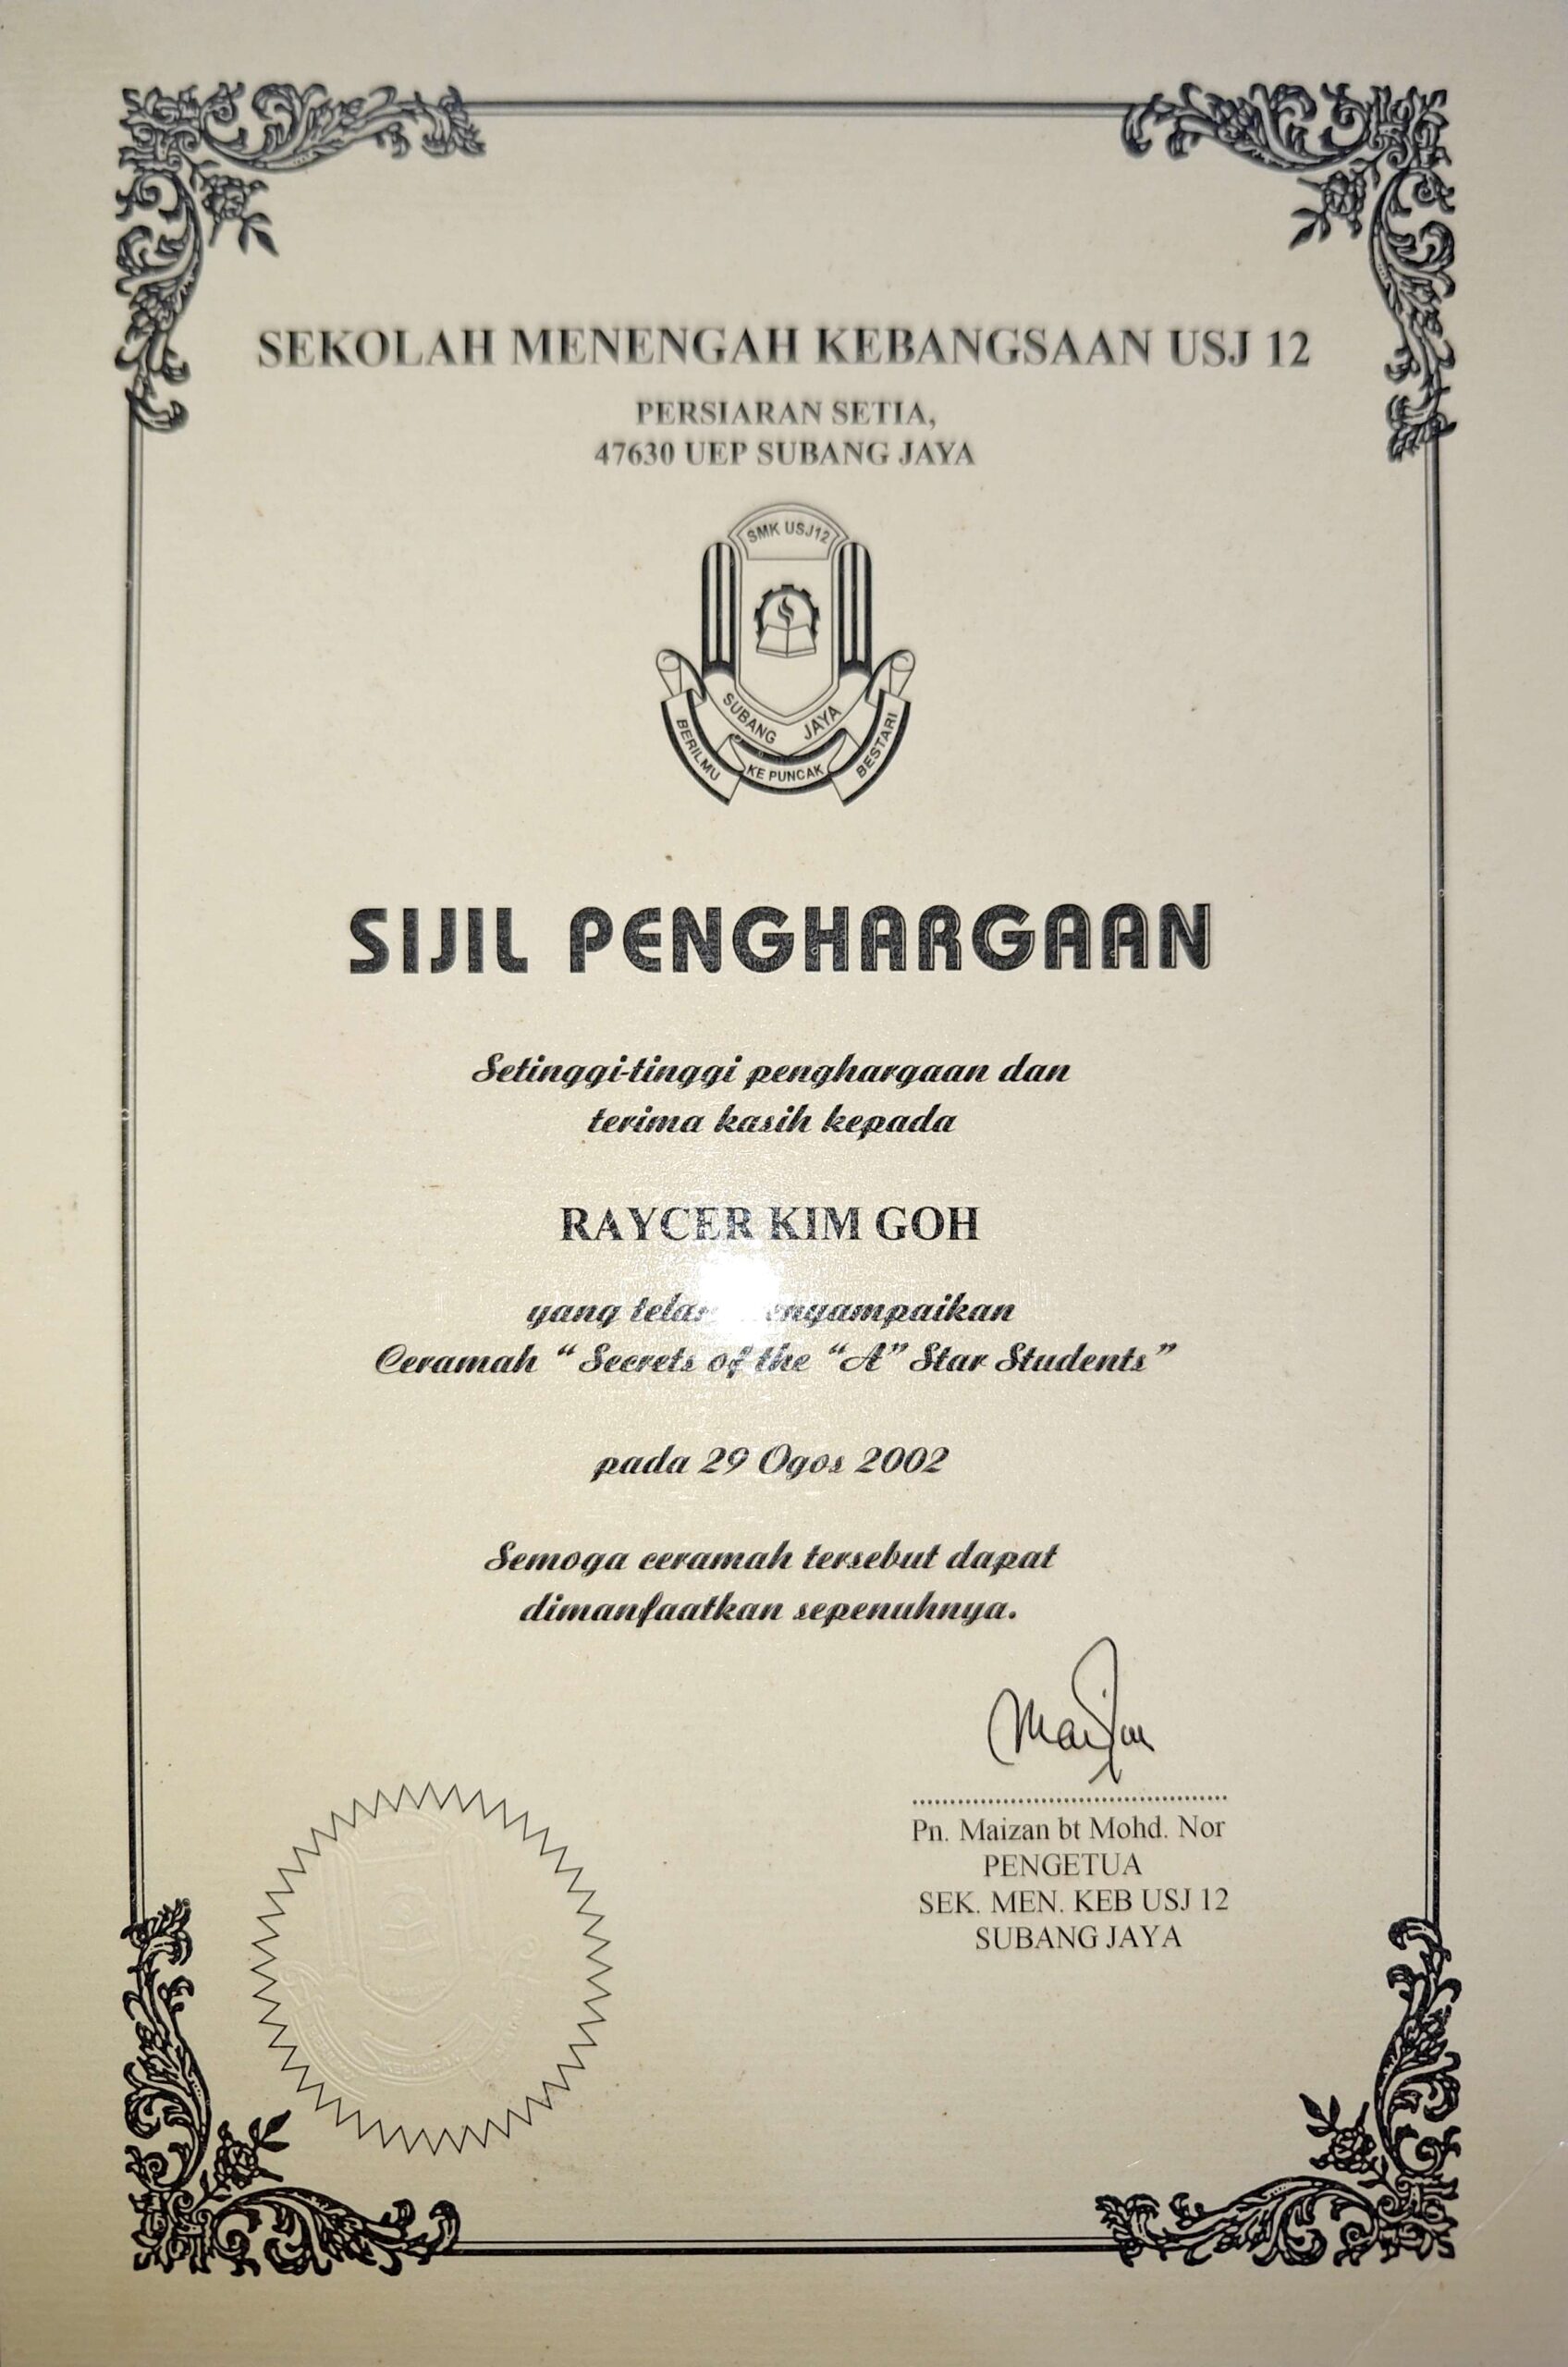 SEKOLAH MENENGAH KEBANGSAAN USJ 12
PERSIARAN SETIA,
47630 UEP SUBANG JAYA
SMK USJ12
SUBANG JAYA
BERILMU KE PUNCAK BESTARI
SIJIL PENGHARGAAN
Setinggi-tinggi penghargaan dan
terima kasih kepada
RAYCER KIM GOH
yang telah menyampaikan
Ceramah “ Secrets of the “A” Star Students”
pada 29 Ogos 2002
Semoga ceramah tersebut dapat
dimanfaatkan sepenuhnya.
Maizan
Pn. Maizan bt Mohd. Nor
PENGETUA
SEK. MEN. KEB USJ 12
SUBANG JAYA